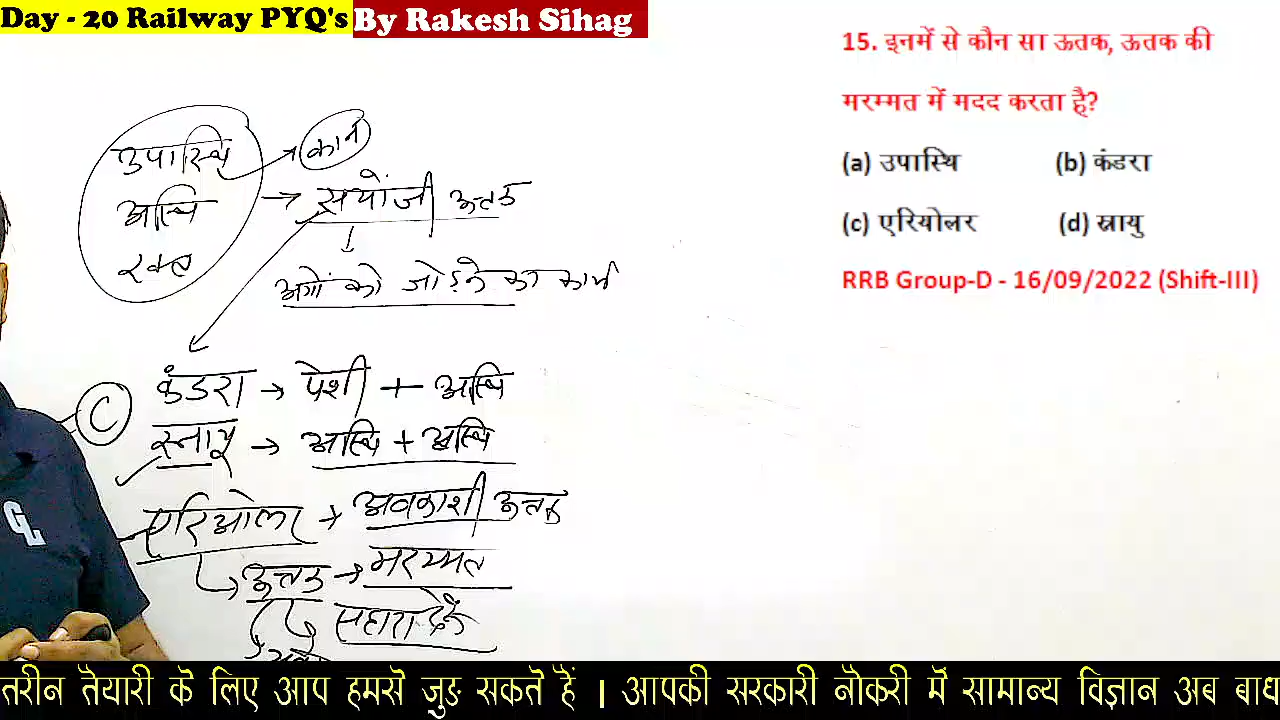 Day - 20 Railway PYQ's By Rakesh Sihag
15. इनमें से कौन सा ऊतक, ऊतक की
मरम्मत में मदद करता है?
(a) उपास्थि (b) कंडरा
(c) एरियोलर (d) स्नायु
RRB Group-D - 16/09/2022 (Shift-III)
उपास्थि → कान
अस्थि → सयोंजी ऊतक
रक्त
अगों को जोड़ने का कार्य
कंडरा → पेशी + अस्थि
C
स्नायु → अस्थि + अस्थि
एरिओलर → अवकाशी ऊतक
ऊतक → मरम्मत
सहारा देने
तरीन तैयारी के लिए आप हमसे जुड़ सकते हैं । आपकी सरकारी नौकरी में सामान्य विज्ञान अब बाध